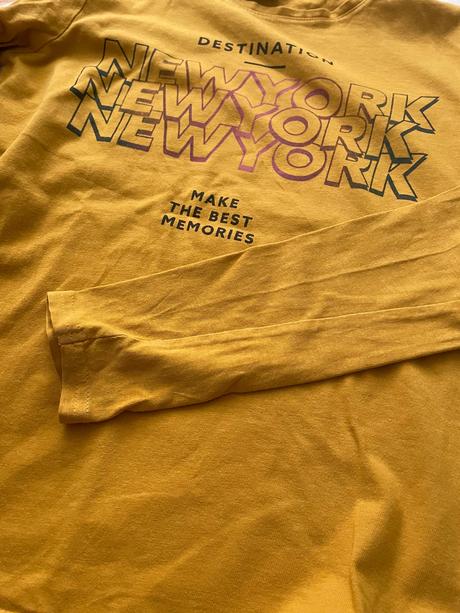 DESTINATION
NEWYORK
NEWYORK
NEWYORK
MAKE
THE BEST
MEMORIES